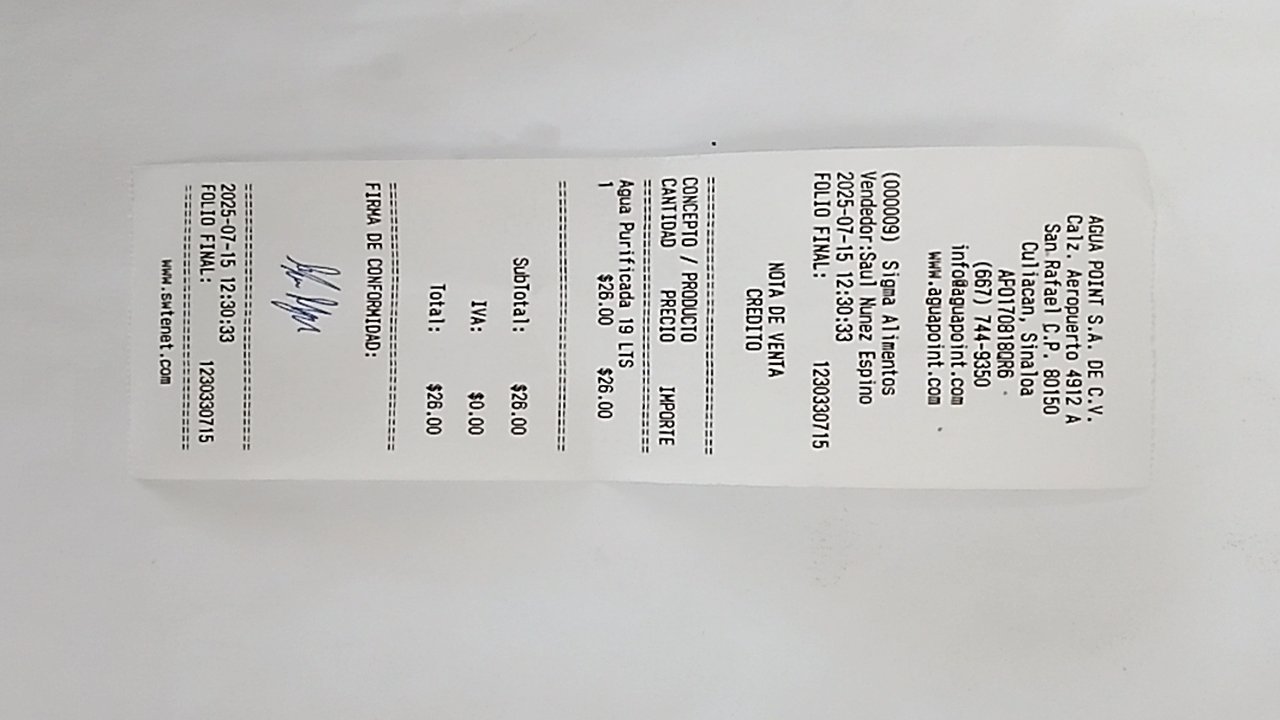 AGUA POINT S.A. DE C.V.
Calz. Aeropuerto 4912 A
San Rafael C.P. 80150
Culiacan, Sinaloa
APO170818QR6
(667) 744-9350
info@aguapoint.com
www.aguapoint.com
(000009) Sigma Alimentos
Vendedor:Saul Nunez Espino
2025-07-15 12:30:33
FOLIO FINAL: 1230330715
NOTA DE VENTA
CREDITO
==============================
CONCEPTO / PRODUCTO
CANTIDAD PRECIO IMPORTE
==============================
Agua Purificada 19 LTS
1 $26.00 $26.00
==============================
SubTotal: $26.00
IVA: $0.00
Total: $26.00
==============================
FIRMA DE CONFORMIDAD:
==============================
2025-07-15 12:30:33
FOLIO FINAL: 1230330715
==============================
www.swtenet.com